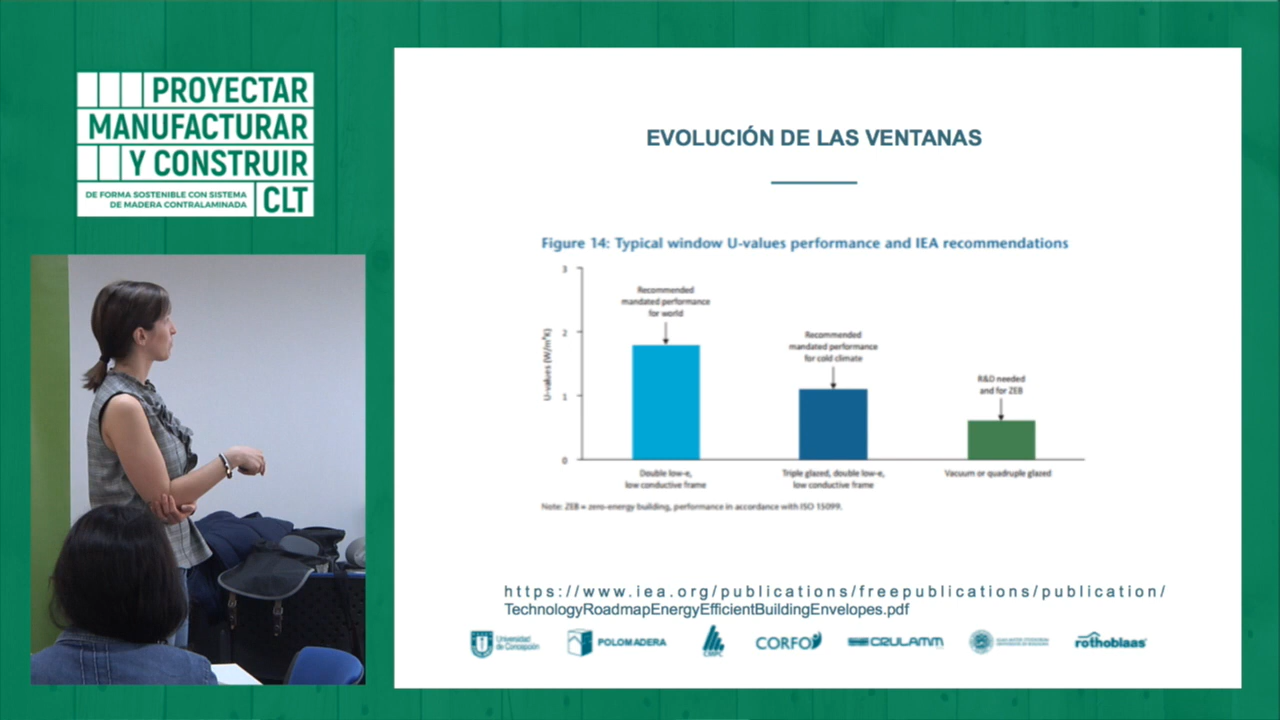 PROYECTAR
MANUFACTURAR
Y CONSTRUIR
DE FORMA SOSTENIBLE CON SISTEMA
DE MADERA CONTRALAMINADA
CLT
EVOLUCIÓN DE LAS VENTANAS
Figure 14: Typical window U-values performance and IEA recommendations
3
2
1
0
U-values (W/m²K)
Recommended
mandated performance
for world
Recommended
mandated performance
for cold climate
R&D needed
and for ZEB
Double low-e,
low conductive frame
Triple glazed, double low-e,
low conductive frame
Vacuum or quadruple glazed
Note: ZEB = zero-energy building, performance in accordance with ISO 15099.
https://www.iea.org/publications/freepublications/publication/
TechnologyRoadmapEnergyEfficientBuildingEnvelopes.pdf
Universidad
de Concepción
POLOMADERA
CORFO
CRULAMM
rothoblaas